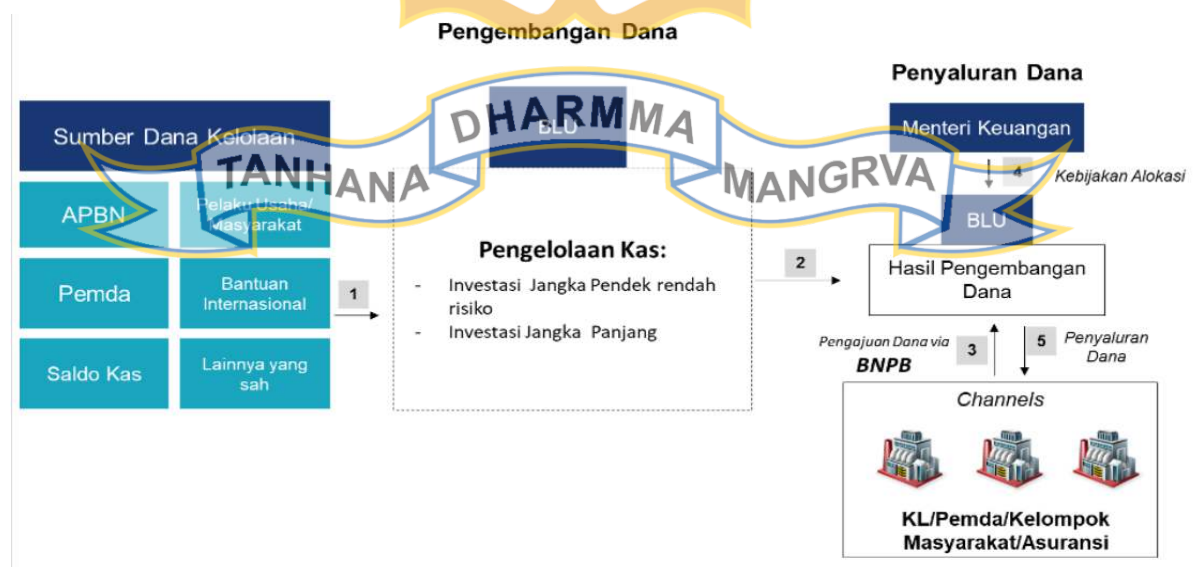 Pengembangan Dana
Penyaluran Dana
Sumber Dana Kelolaan
APBN
Pelaku Usaha/
Masyarakat
Pemda
Bantuan
Internasional
Saldo Kas
Lainnya yang
sah
1
BLU
Pengelolaan Kas:
- Investasi Jangka Pendek rendah
risiko
- Investasi Jangka Panjang
2
Menteri Keuangan
4
Kebijakan Alokasi
BLU
Hasil Pengembangan
Dana
Pengajuan Dana via
BNPB
3
5
Penyaluran
Dana
Channels
KL/Pemda/Kelompok
Masyarakat/Asuransi
TANHANA DHARMMA MANGRVA